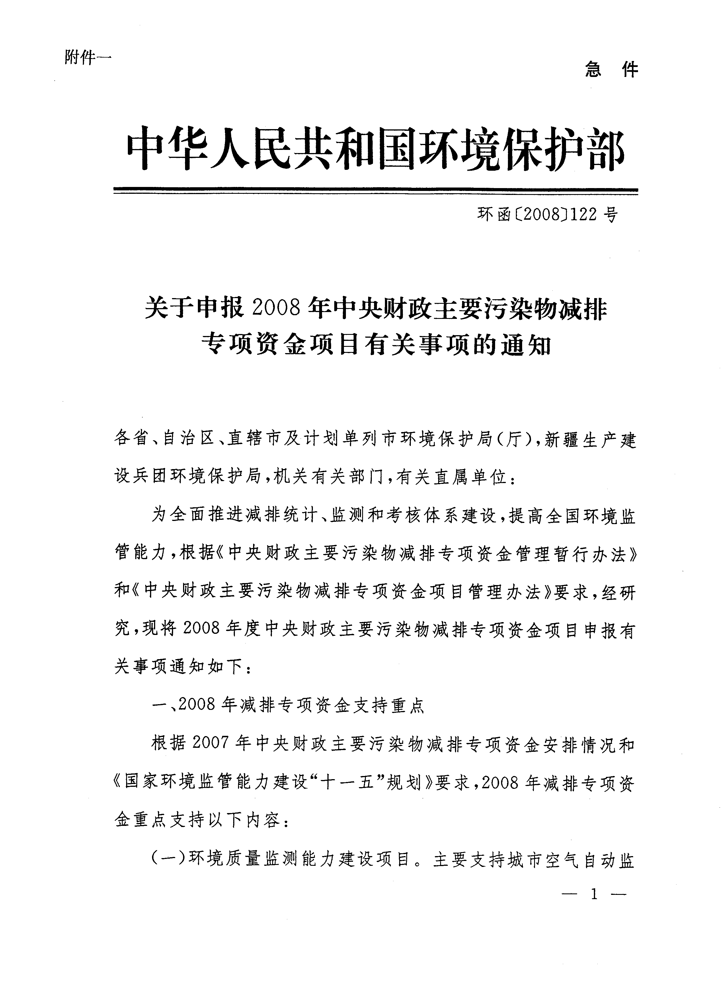 附件一
急 件
中华人民共和国环境保护部
环函〔2008〕122 号
关于申报 2008 年中央财政主要污染物减排
专项资金项目有关事项的通知
各省、自治区、直辖市及计划单列市环境保护局(厅),新疆生产建
设兵团环境保护局,机关有关部门,有关直属单位:
为全面推进减排统计、监测和考核体系建设,提高全国环境监
管能力,根据《中央财政主要污染物减排专项资金管理暂行办法》
和《中央财政主要污染物减排专项资金项目管理办法》要求,经研
究,现将 2008 年度中央财政主要污染物减排专项资金项目申报有
关事项通知如下:
一、2008 年减排专项资金支持重点
根据 2007 年中央财政主要污染物减排专项资金安排情况和
《国家环境监管能力建设“十一五”规划》要求,2008 年减排专项资
金重点支持以下内容:
(一)环境质量监测能力建设项目。主要支持城市空气自动监
— 1 —